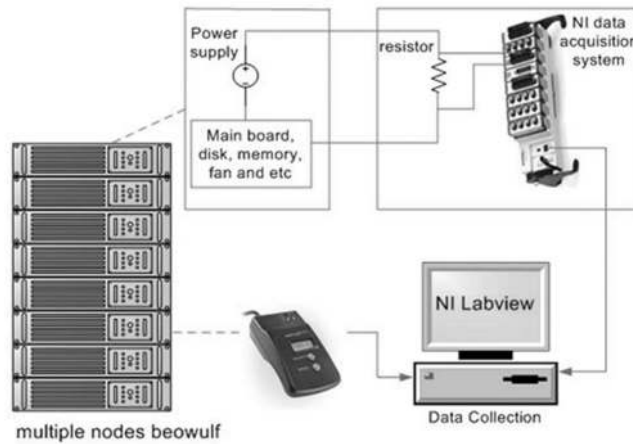 Power
supply
resistor
NI data
acquisition
system
Main board,
disk, memory,
fan and etc
NI Labview
Data Collection
multiple nodes beowulf